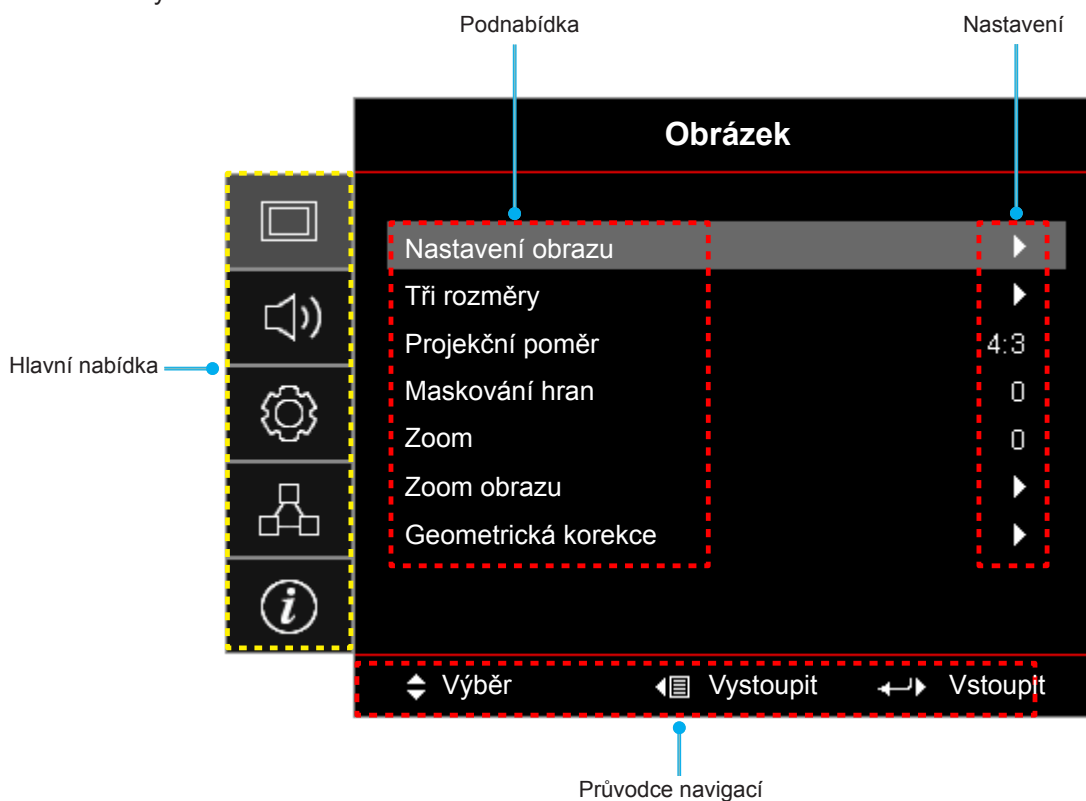 Podnabídka
Nastavení
Obrázek
Nastavení obrazu
Tři rozměry
Projekční poměr 4:3
Maskování hran 0
Zoom 0
Zoom obrazu
Geometrická korekce
Hlavní nabídka
Výběr Vystoupit Vstoupit
Průvodce navigací